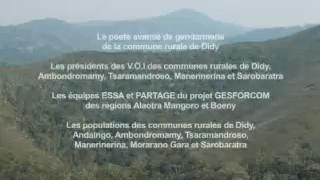 Le poste avancé de gendarmerie
de la commune rurale de Didy
Les présidents des V.O.I des communes rurales de Didy,
Ambondromamy, Tsaramandroso, Manerinerina et Sarobaratra
Les équipes ESSA et PARTAGE du projet GESFORCOM
des régions Alaotra Mangoro et Boeny
Les populations des communes rurales de Didy,
Andaingo, Ambondromamy, Tsaramandroso,
Manerinerina, Morarano Gara et Sarobaratra